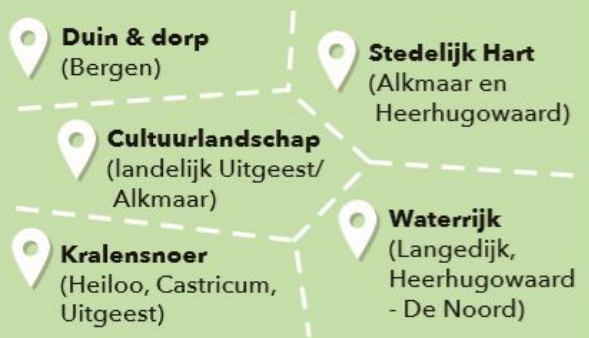 Duin & dorp
(Bergen)
Stedelijk Hart
(Alkmaar en
Heerhugowaard)
Cultuurlandschap
(landelijk Uitgeest/
Alkmaar)
Waterrijk
(Langedijk,
Heerhugowaard
- De Noord)
Kralensnoer
(Heiloo, Castricum,
Uitgeest)